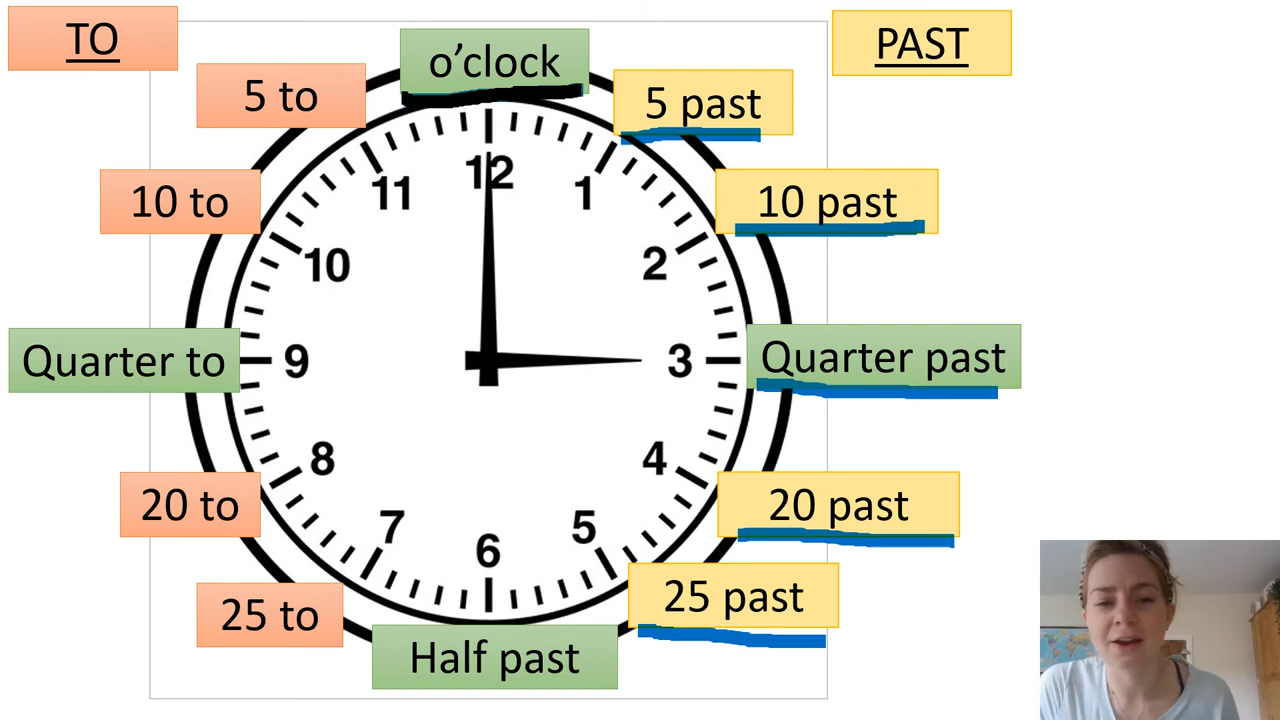 TO
PAST
o'clock
5 to
5 past
10 to
10 past
Quarter to
Quarter past
20 to
20 past
25 to
25 past
Half past
12
1
2
3
4
5
6
7
8
9
10
11